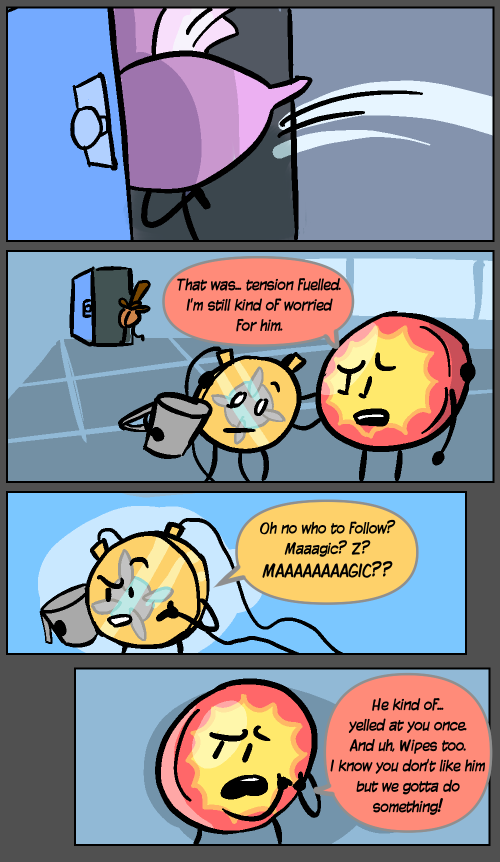 That was... tension fuelled.
I'm still kind of worried
for him.
Oh no who to follow?
Maaagic? Z?
MAAAAAAAAGIC??
He kind of...
yelled at you once.
And uh, Wipes too.
I know you don't like him
but we gotta do
something!